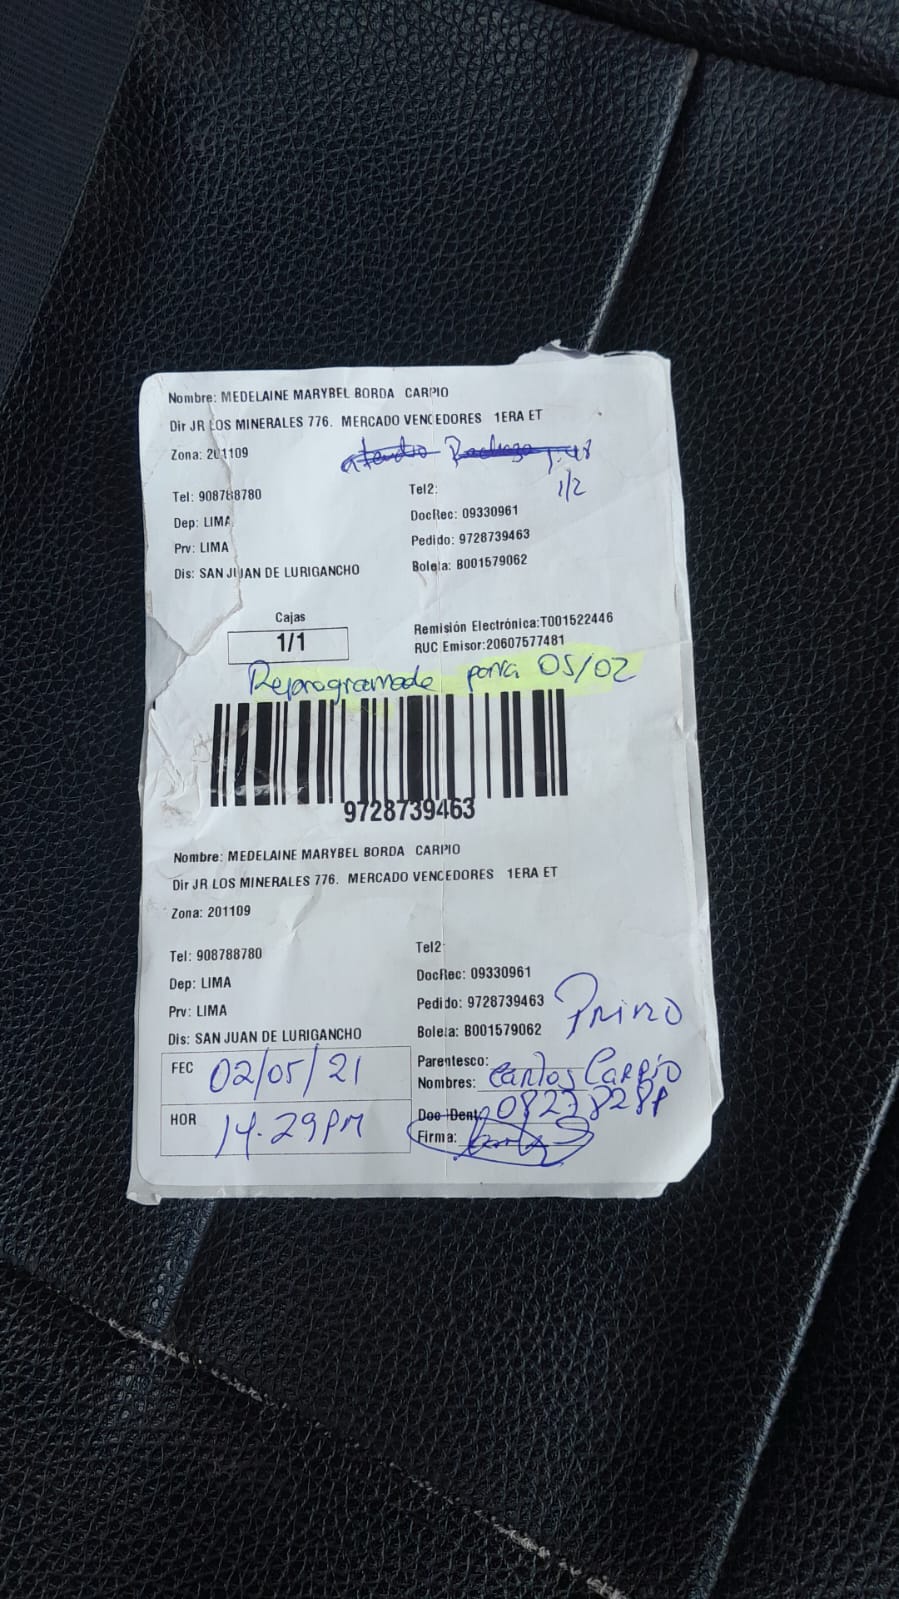 Nombre: MEDELAINE MARYBEL BORDA CARPIO
Dir JR LOS MINERALES 776. MERCADO VENCEDORES 1ERA ET
Zona: 201109
Tel: 908788780 Tel2:
1/2
Dep: LIMA DocRec: 09330961
Prv: LIMA Pedido: 9728739463
Dis: SAN JUAN DE LURIGANCHO Boleta: B001579062
Cajas
1/1
Remisión Electrónica:T001522446
RUC Emisor:20607577481
Reprogramado para 05/02
9728739463
Nombre: MEDELAINE MARYBEL BORDA CARPIO
Dir JR LOS MINERALES 776. MERCADO VENCEDORES 1ERA ET
Zona: 201109
Tel: 908788780 Tel2:
Dep: LIMA DocRec: 09330961
Prv: LIMA Pedido: 9728739463
Primo
Dis: SAN JUAN DE LURIGANCHO Boleta: B001579062
FEC 02/05/21 Parentesco:
Nombres: Carlos Carpio
HOR 14.29PM Doc Ident:
Firma: